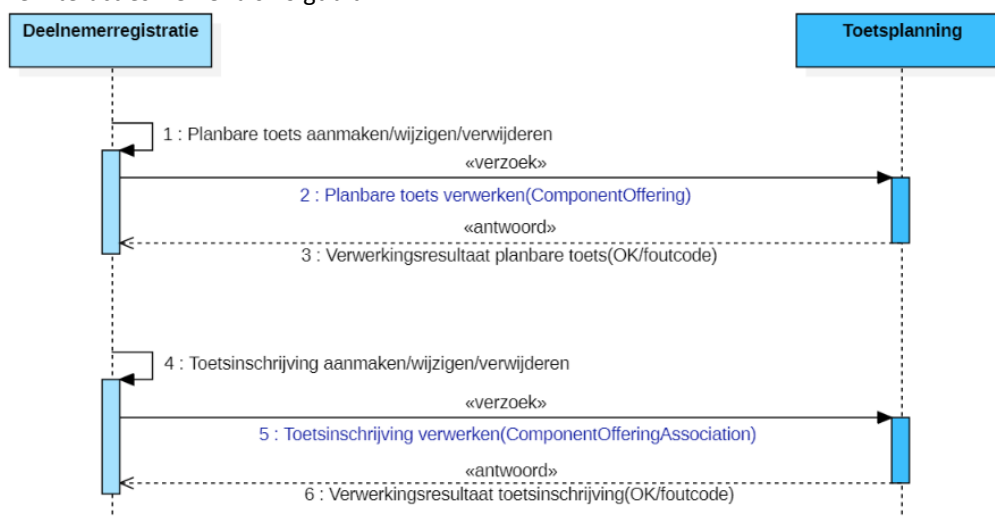 Deelnemerregistratie
Toetsplanning
1 : Planbare toets aanmaken/wijzigen/verwijderen
«verzoek»
2 : Planbare toets verwerken(ComponentOffering)
«antwoord»
3 : Verwerkingsresultaat planbare toets(OK/foutcode)
4 : Toetsinschrijving aanmaken/wijzigen/verwijderen
«verzoek»
5 : Toetsinschrijving verwerken(ComponentOfferingAssociation)
«antwoord»
6 : Verwerkingsresultaat toetsinschrijving(OK/foutcode)